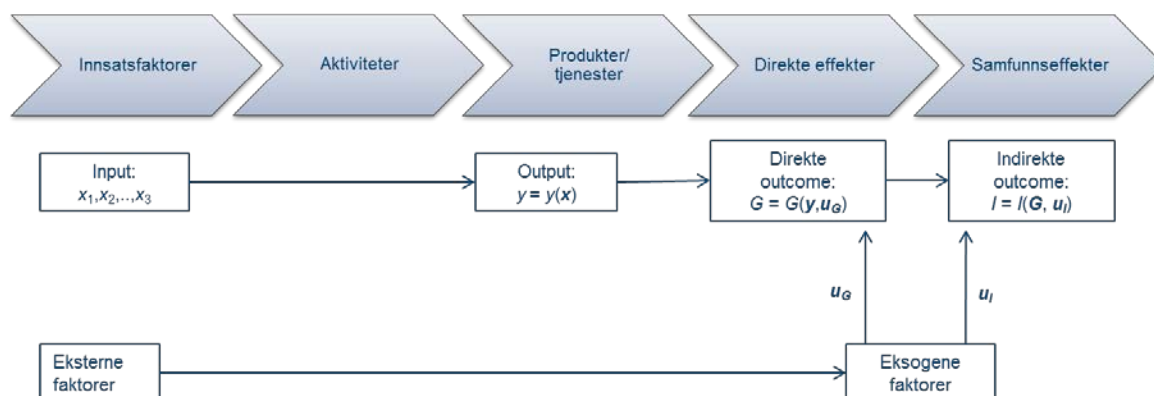 Innsatsfaktorer
Aktiviteter
Produkter/
tjenester
Direkte effekter
Samfunnseffekter
Input:
x1,x2,..,x3
Output:
y = y(x)
Direkte
outcome:
G = G(y,uG)
Indirekte
outcome:
I = I(G, uI)
uG
uI
Eksterne
faktorer
Eksogene
faktorer